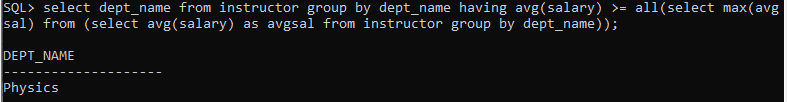 SQL> select dept_name from instructor group by dept_name having avg(salary) >= all(select max(avg
sal) from (select avg(salary) as avgsal from instructor group by dept_name));
DEPT_NAME
--------------------
Physics